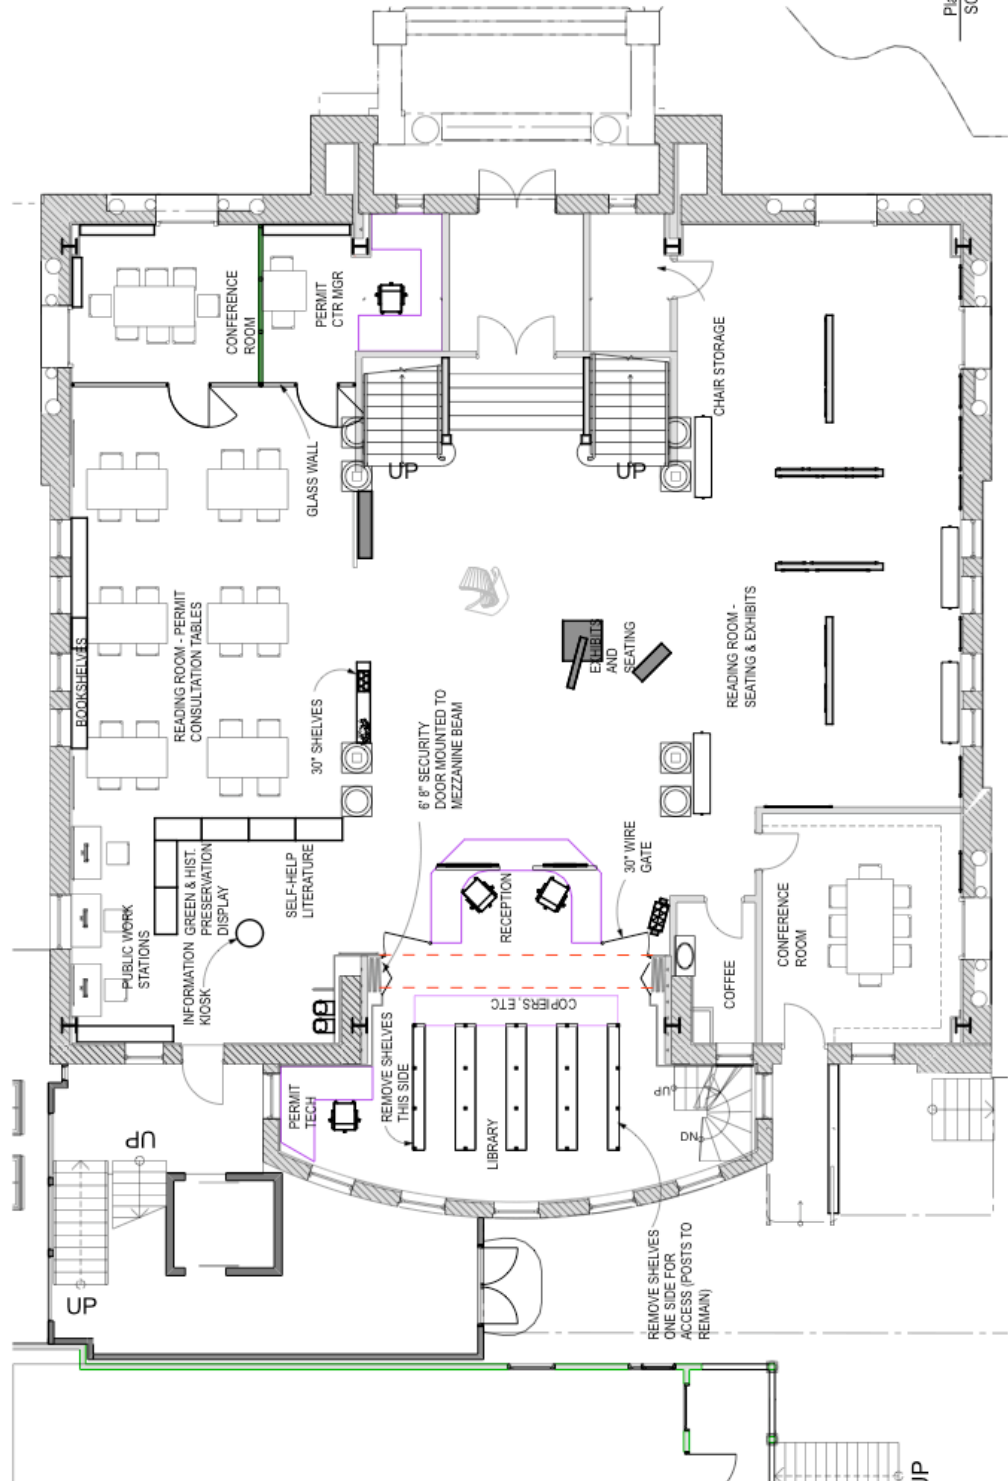 Pla
SC
CONFERENCE
ROOM
PERMIT
CTR MGR
CHAIR STORAGE
GLASS WALL
UP
UP
BOOKSHELVES
READING ROOM - PERMIT
CONSULTATION TABLES
EXHIBITS
AND
SEATING
READING ROOM -
SEATING & EXHIBITS
30" SHELVES
6' 8" SECURITY
DOOR MOUNTED TO
MEZZANINE BEAM
PUBLIC WORK
STATIONS
INFORMATION
KIOSK
GREEN & HIST.
PRESERVATION
DISPLAY
SELF-HELP
LITERATURE
RECEPTION
30" WIRE
GATE
COFFEE
CONFERENCE
ROOM
COPIERS, ETC
PERMIT
TECH
REMOVE SHELVES
THIS SIDE
LIBRARY
UP
DN
UP
UP
REMOVE SHELVES
ONE SIDE FOR
ACCESS (POSTS TO
REMAIN)
UP